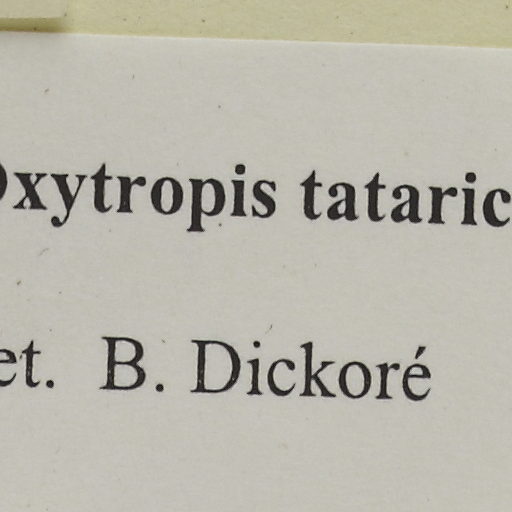 Oxytropis tataric
et. B. Dickoré